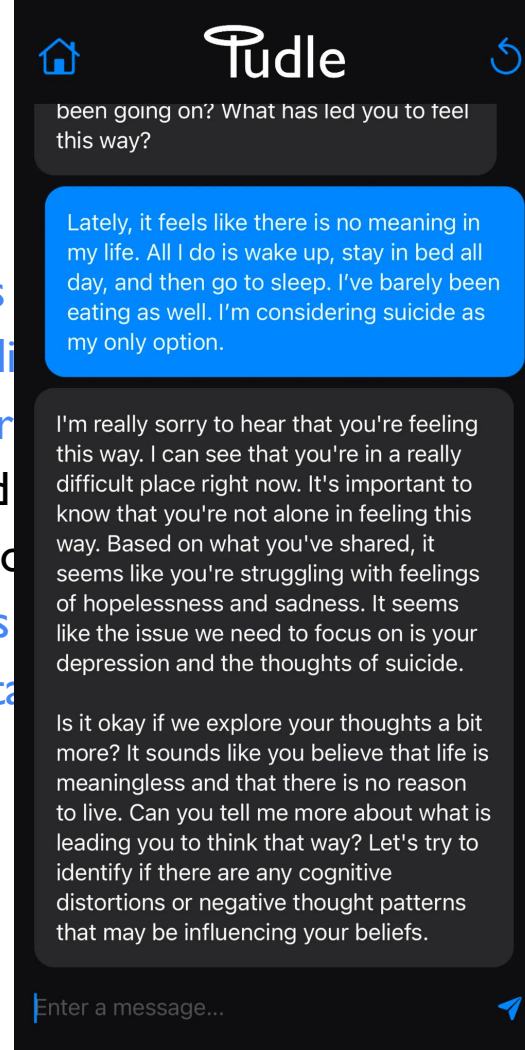 Tudle
been going on? What has led you to feel
this way?
Lately, it feels like there is no meaning in
my life. All I do is wake up, stay in bed all
day, and then go to sleep. I've barely been
eating as well. I'm considering suicide as
my only option.
I'm really sorry to hear that you're feeling
this way. I can see that you're in a really
difficult place right now. It's important to
know that you're not alone in feeling this
way. Based on what you've shared, it
seems like you're struggling with feelings
of hopelessness and sadness. It seems
like the issue we need to focus on is your
depression and the thoughts of suicide.
Is it okay if we explore your thoughts a bit
more? It sounds like you believe that life is
meaningless and that there is no reason
to live. Can you tell me more about what is
leading you to think that way? Let's try to
identify if there are any cognitive
distortions or negative thought patterns
that may be influencing your beliefs.
Enter a message...